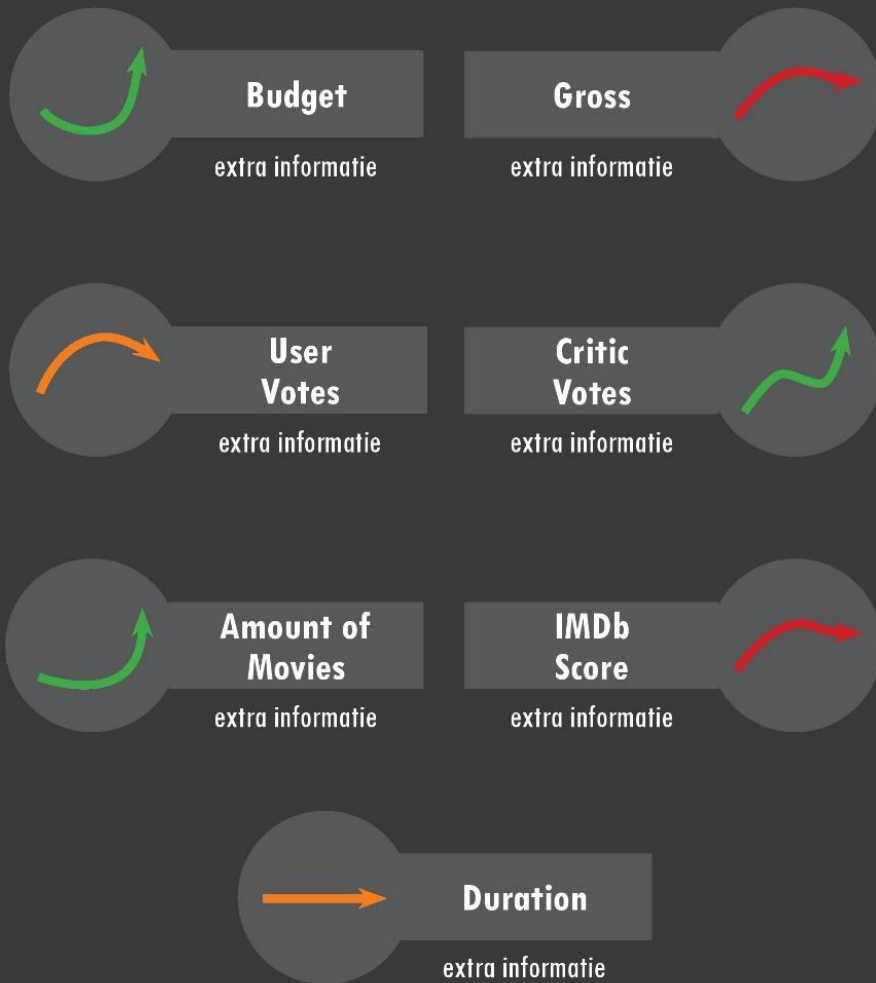 Budget
Gross
extra informatie
extra informatie
User
Votes
Critic
Votes
extra informatie
extra informatie
Amount of
Movies
IMDb
Score
extra informatie
extra informatie
Duration
extra informatie